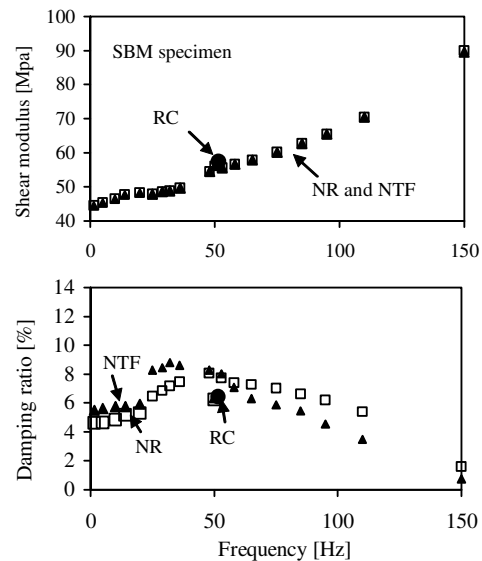 100
90
80
70
60
50
40
Shear modulus [Mpa]
SBM specimen
RC
NR and NTF
0
50
100
150
14
12
10
8
6
4
2
0
Damping ratio [%]
NTF
NR
RC
0
50
100
150
Frequency [Hz]